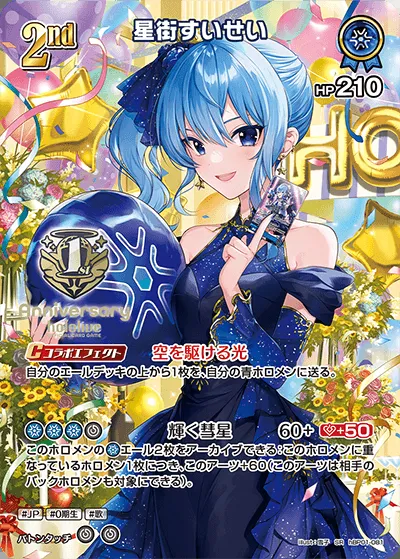 2nd
星街すいせい
HP 210
HO
1st
Anniversary
hololive
CARD GAME
コラボエフェクト 空を駆ける光
自分のエールデッキの上から1枚を、自分の青ホロメンに送る。
輝く彗星 60+ +50
このホロメンのエール2枚をアーカイブできる:このホロメンに重
なっているホロメン1枚につき、このアーツ+60(このアーツは相手の
バックホロメンも対象にできる)。
#JP #0期生 #歌
バトンタッチ
SR hBP01-081